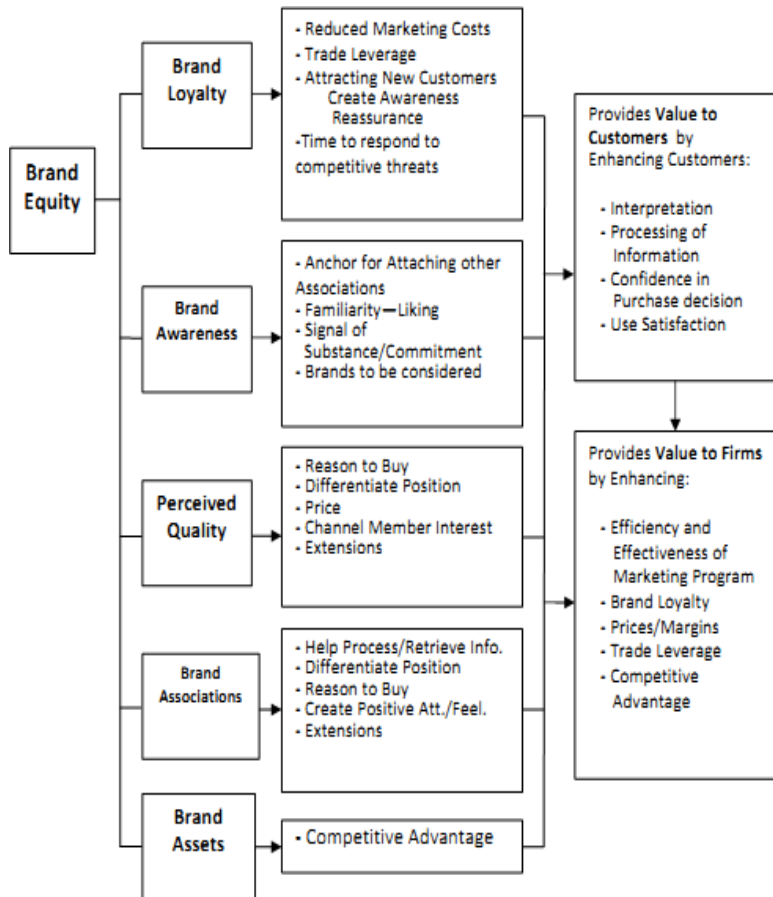 Brand
Equity
Brand
Loyalty
- Reduced Marketing Costs
- Trade Leverage
- Attracting New Customers
Create Awareness
Reassurance
-Time to respond to
competitive threats
Brand
Awareness
- Anchor for Attaching other
Associations
- Familiarity—Liking
- Signal of
Substance/Commitment
- Brands to be considered
Perceived
Quality
- Reason to Buy
- Differentiate Position
- Price
- Channel Member Interest
- Extensions
Brand
Associations
- Help Process/Retrieve Info.
- Differentiate Position
- Reason to Buy
- Create Positive Att./Feel.
- Extensions
Brand
Assets
- Competitive Advantage
Provides Value to
Customers by
Enhancing Customers:
- Interpretation
- Processing of
Information
- Confidence in
Purchase decision
- Use Satisfaction
Provides Value to Firms
by Enhancing:
- Efficiency and
Effectiveness of
Marketing Program
- Brand Loyalty
- Prices/Margins
- Trade Leverage
- Competitive
Advantage